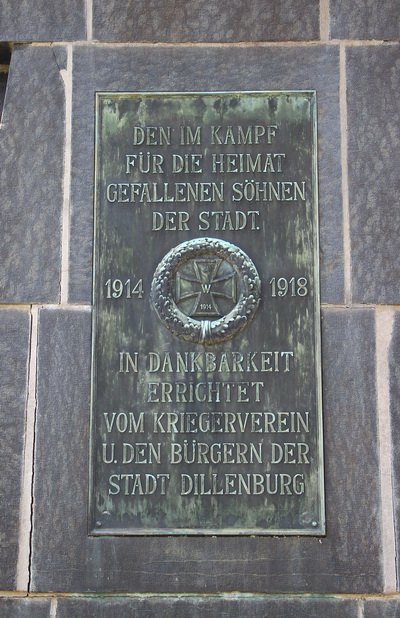 DEN IM KAMPF
FÜR DIE HEIMAT
GEFALLENEN SÖHNEN
DER STADT.
1914 W 1918
1914
IN DANKBARKEIT
ERRICHTET
VOM KRIEGERVEREIN
U. DEN BÜRGERN DER
STADT DILLENBURG